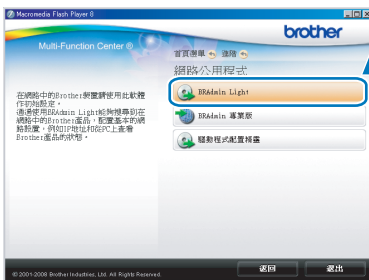 Macromedia Flash Player 8
brother
Multi-Function Center ®
首頁選單 進階
網路公用程式
BRAdmin Light
在網路中的Brother裝置請使用此軟體
作初始設定。
通過使用BRAdmin Light能夠搜尋到在
網路中的Brother產品，配置基本的網
路設置，例如IP地址和從PC上查看
Brother產品的狀態。
BRAdmin 專業版
驅動程式配置精靈
© 2001-2008 Brother Industries, Ltd. All Rights Reserved.
返回
退出